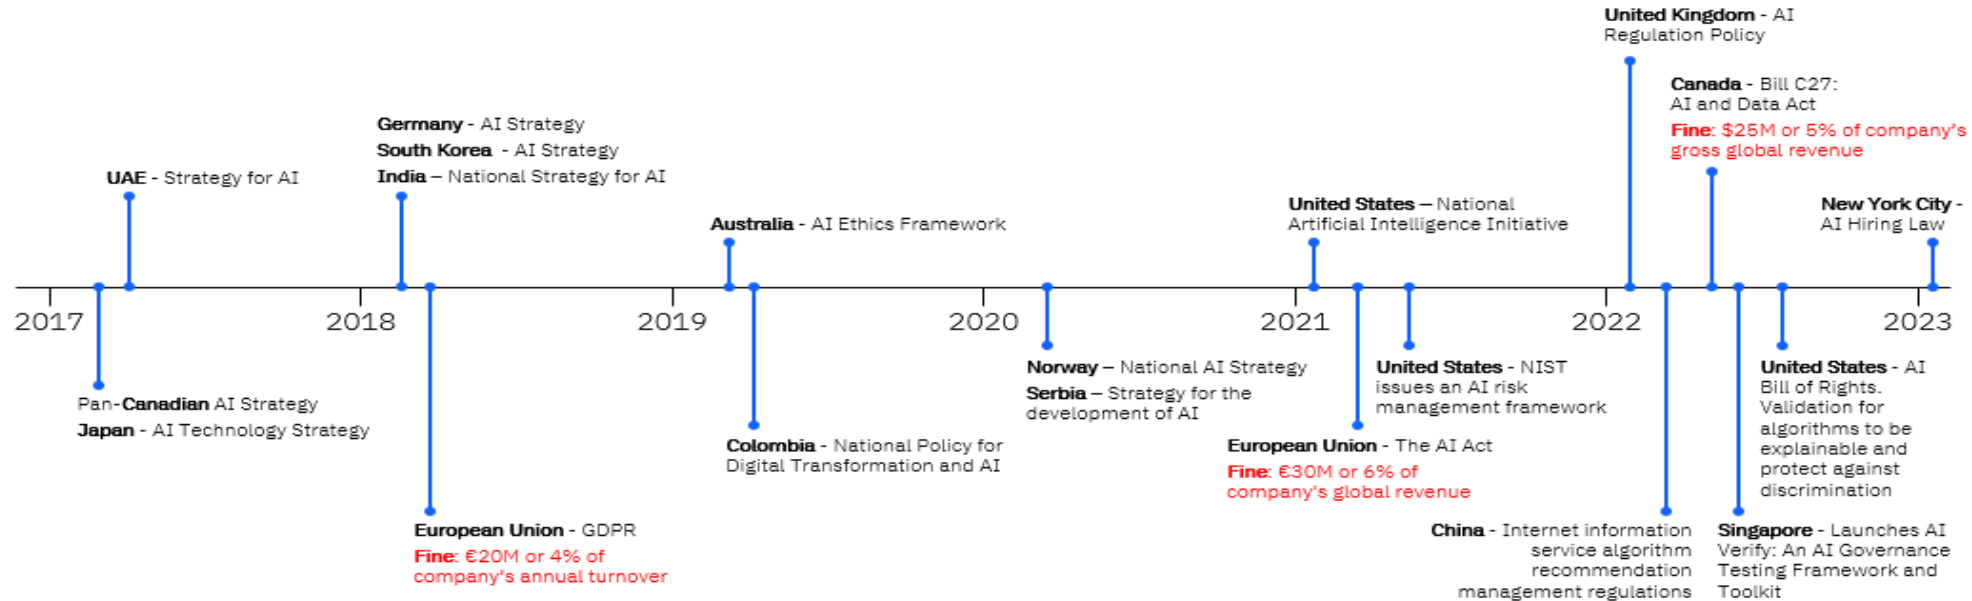 United Kingdom - AI
Regulation Policy
Canada - Bill C27:
AI and Data Act
Fine: $25M or 5% of company's
gross global revenue
Germany - AI Strategy
South Korea - AI Strategy
India – National Strategy for AI
UAE - Strategy for AI
Australia - AI Ethics Framework
United States – National
Artificial Intelligence Initiative
New York City -
AI Hiring Law
2017
2018
2019
2020
2021
2022
2023
Pan-Canadian AI Strategy
Japan - AI Technology Strategy
European Union - GDPR
Fine: €20M or 4% of
company's annual turnover
Colombia - National Policy for
Digital Transformation and AI
Norway – National AI Strategy
Serbia – Strategy for the
development of AI
European Union - The AI Act
Fine: €30M or 6% of
company's global revenue
United States - NIST
issues an AI risk
management framework
China - Internet information
service algorithm
recommendation
management regulations
Singapore - Launches AI
Verify: An AI Governance
Testing Framework and
Toolkit
United States - AI
Bill of Rights.
Validation for
algorithms to be
explainable and
protect against
discrimination